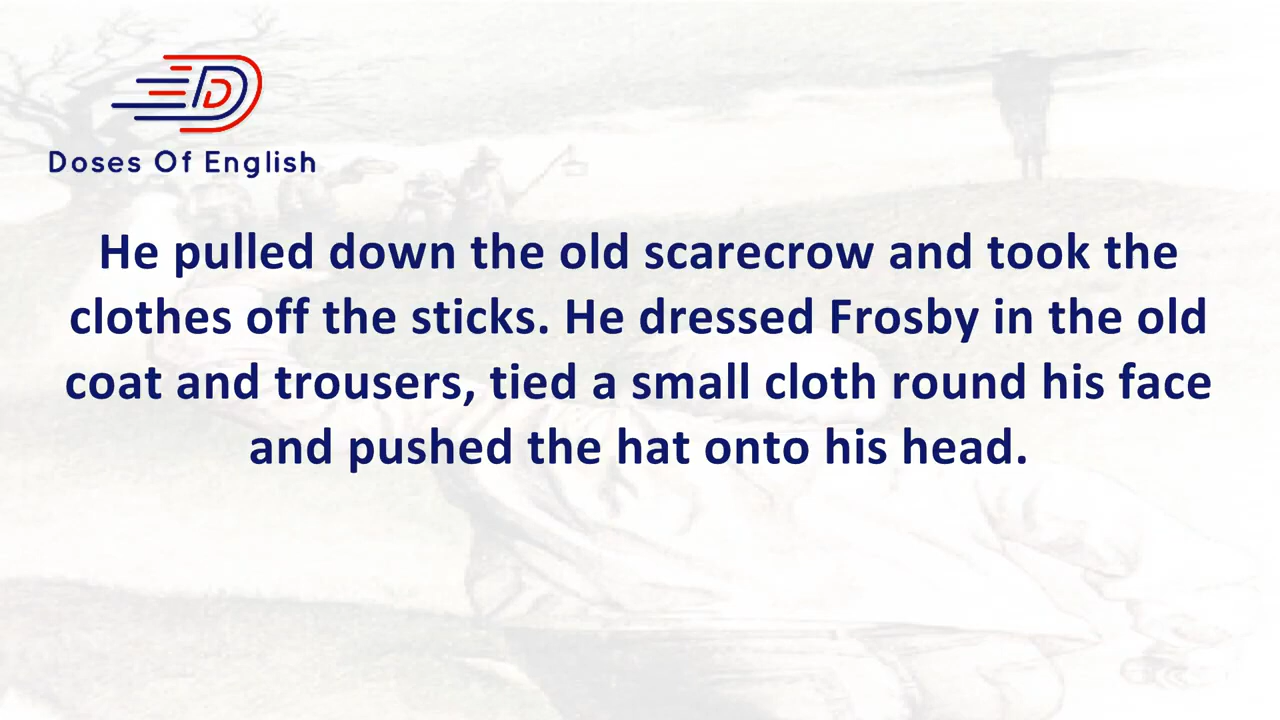 Doses Of English
He pulled down the old scarecrow and took the
clothes off the sticks. He dressed Frosby in the old
coat and trousers, tied a small cloth round his face
and pushed the hat onto his head.